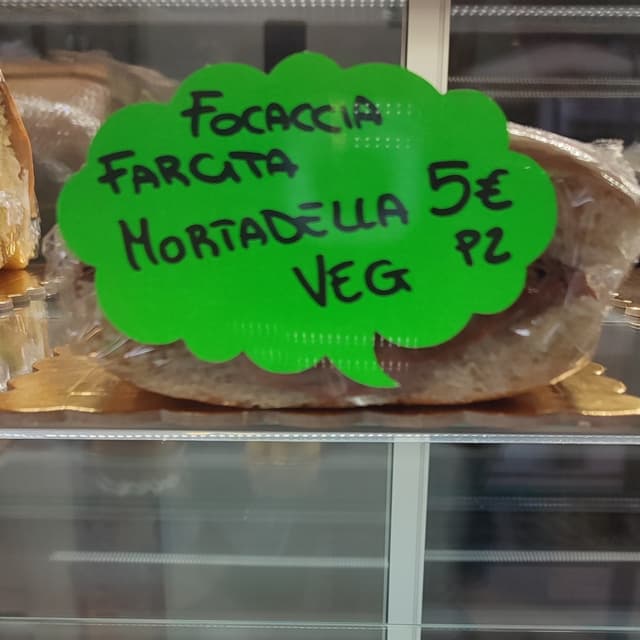 FOCACCIA
FARCITA
MORTADELLA 5€
VEG PZ